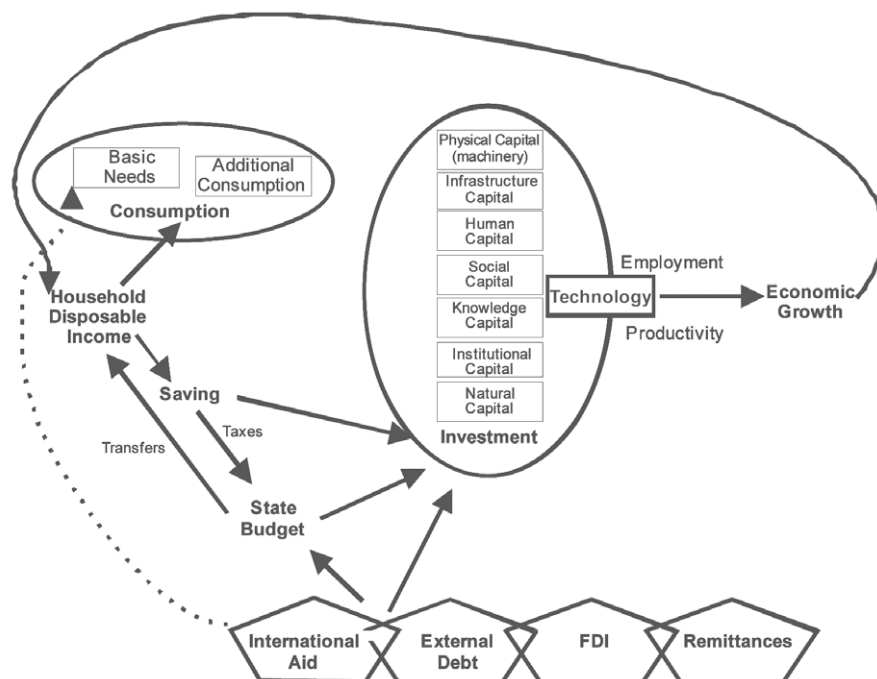 Basic
Needs
Additional
Consumption
Consumption
Physical Capital
(machinery)
Infrastructure
Capital
Human
Capital
Social
Capital
Knowledge
Capital
Institutional
Capital
Natural
Capital
Investment
Technology
Employment
Productivity
Economic
Growth
Household
Disposable
Income
Saving
Taxes
Transfers
State
Budget
International
Aid
External
Debt
FDI
Remittances